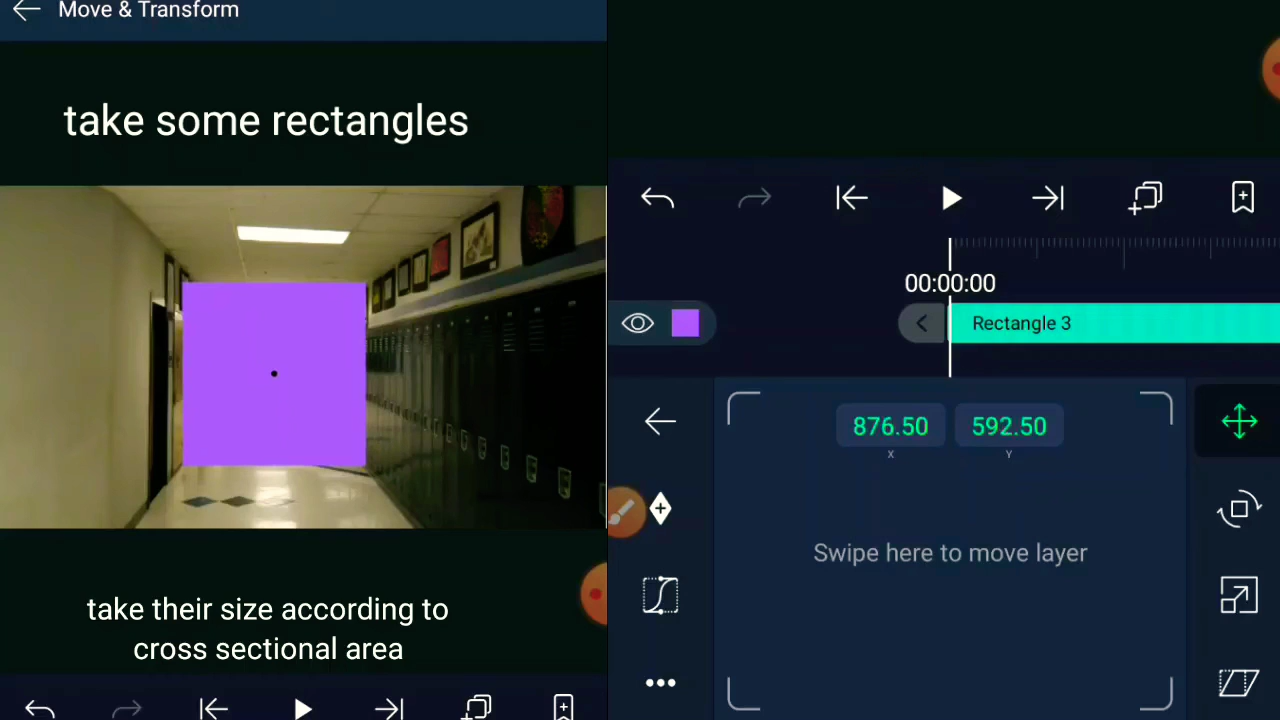 Move & Transform
take some rectangles
take their size according to
cross sectional area
00:00:00
Rectangle 3
876.50 592.50
X Y
Swipe here to move layer